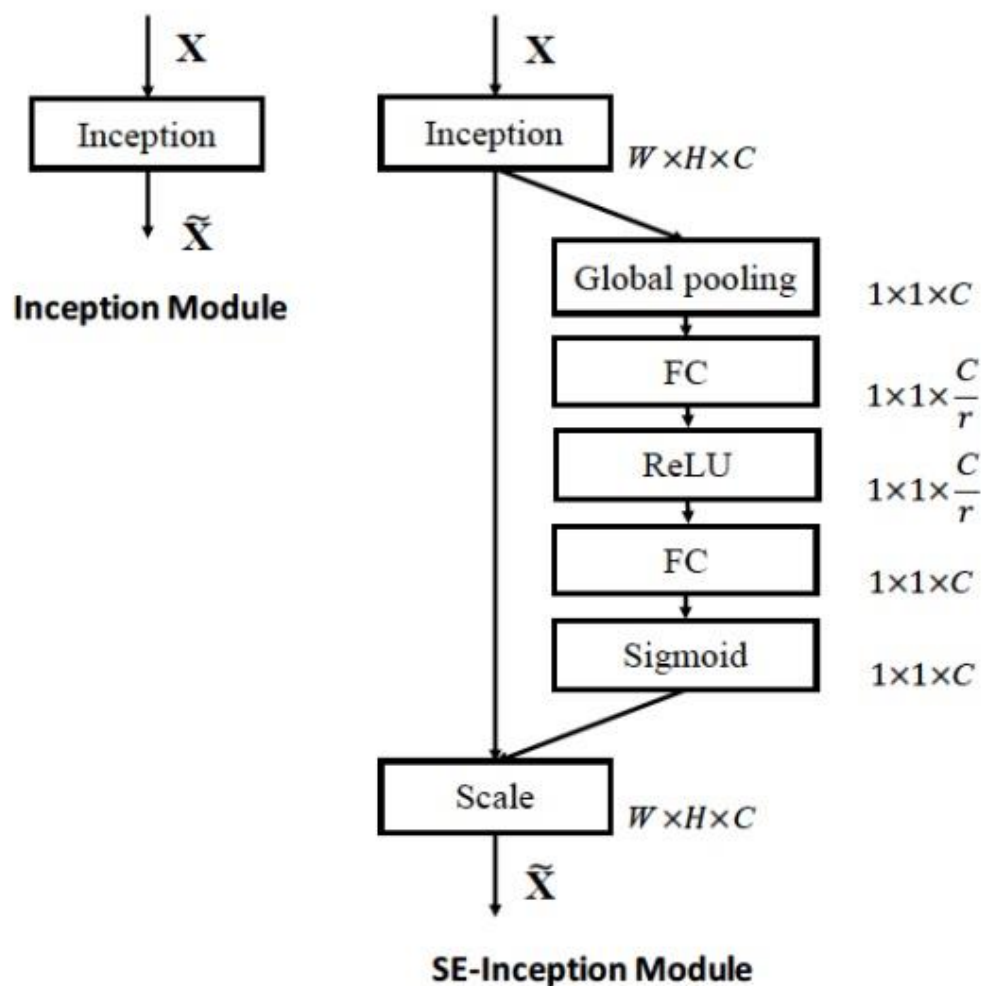 X
Inception
X̃
Inception Module
X
Inception
W×H×C
Global pooling
1×1×C
FC
1×1×C/r
ReLU
1×1×C/r
FC
1×1×C
Sigmoid
1×1×C
Scale
W×H×C
X̃
SE-Inception Module